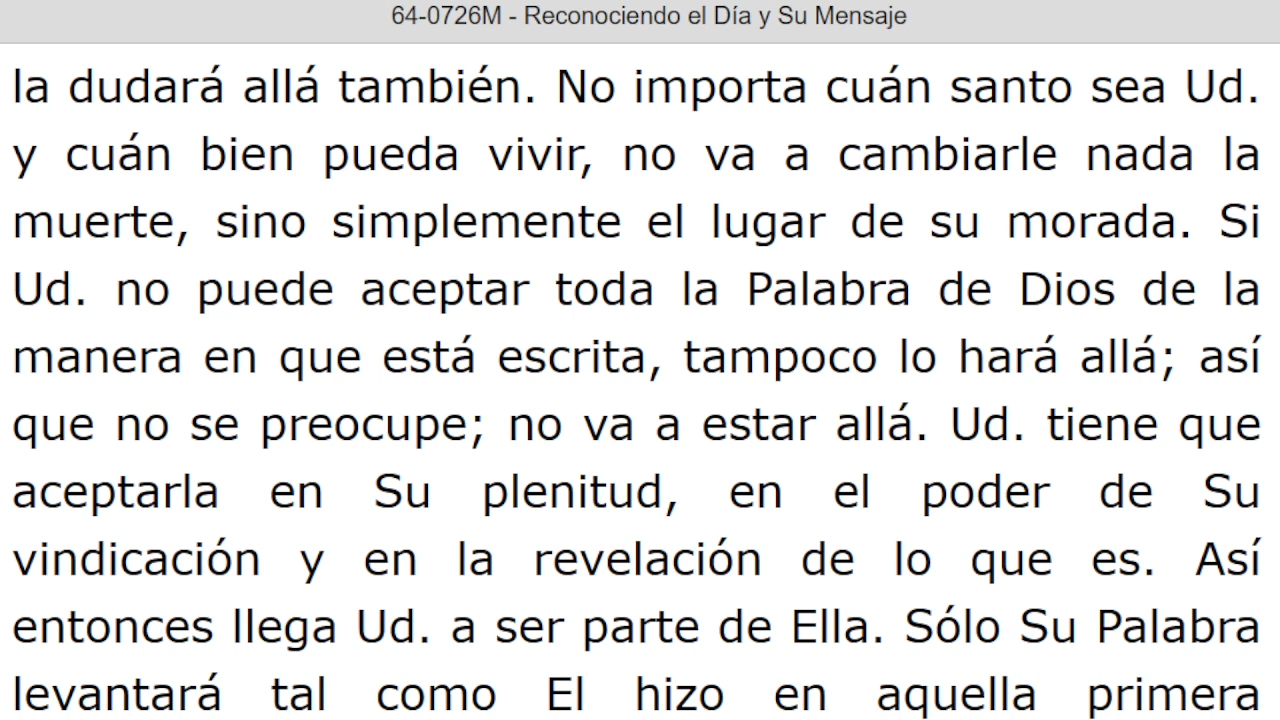 64-0726M - Reconociendo el Día y Su Mensaje
la dudará allá también. No importa cuán santo sea Ud.
y cuán bien pueda vivir, no va a cambiarle nada la
muerte, sino simplemente el lugar de su morada. Si
Ud. no puede aceptar toda la Palabra de Dios de la
manera en que está escrita, tampoco lo hará allá; así
que no se preocupe; no va a estar allá. Ud. tiene que
aceptarla en Su plenitud, en el poder de Su
vindicación y en la revelación de lo que es. Así
entonces llega Ud. a ser parte de Ella. Sólo Su Palabra
levantará tal como El hizo en aquella primera